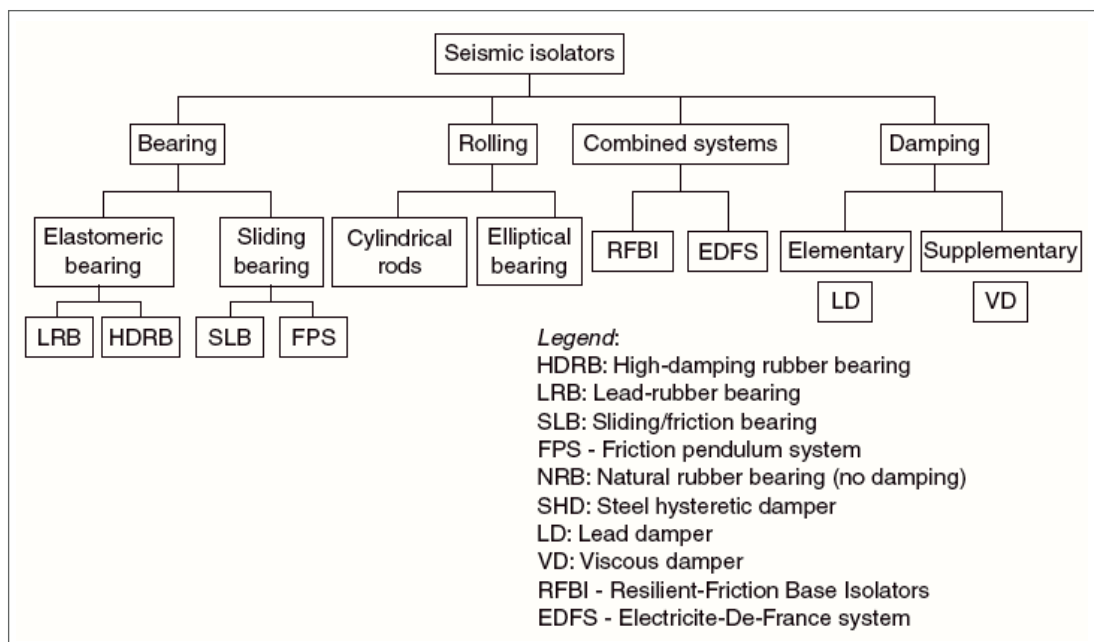 Seismic isolators
Bearing
Rolling
Combined systems
Damping
Elastomeric
bearing
Sliding
bearing
Cylindrical
rods
Elliptical
bearing
RFBI
EDFS
Elementary
Supplementary
LD
VD
LRB
HDRB
SLB
FPS
Legend:
HDRB: High-damping rubber bearing
LRB: Lead-rubber bearing
SLB: Sliding/friction bearing
FPS - Friction pendulum system
NRB: Natural rubber bearing (no damping)
SHD: Steel hysteretic damper
LD: Lead damper
VD: Viscous damper
RFBI - Resilient-Friction Base Isolators
EDFS - Electricite-De-France system